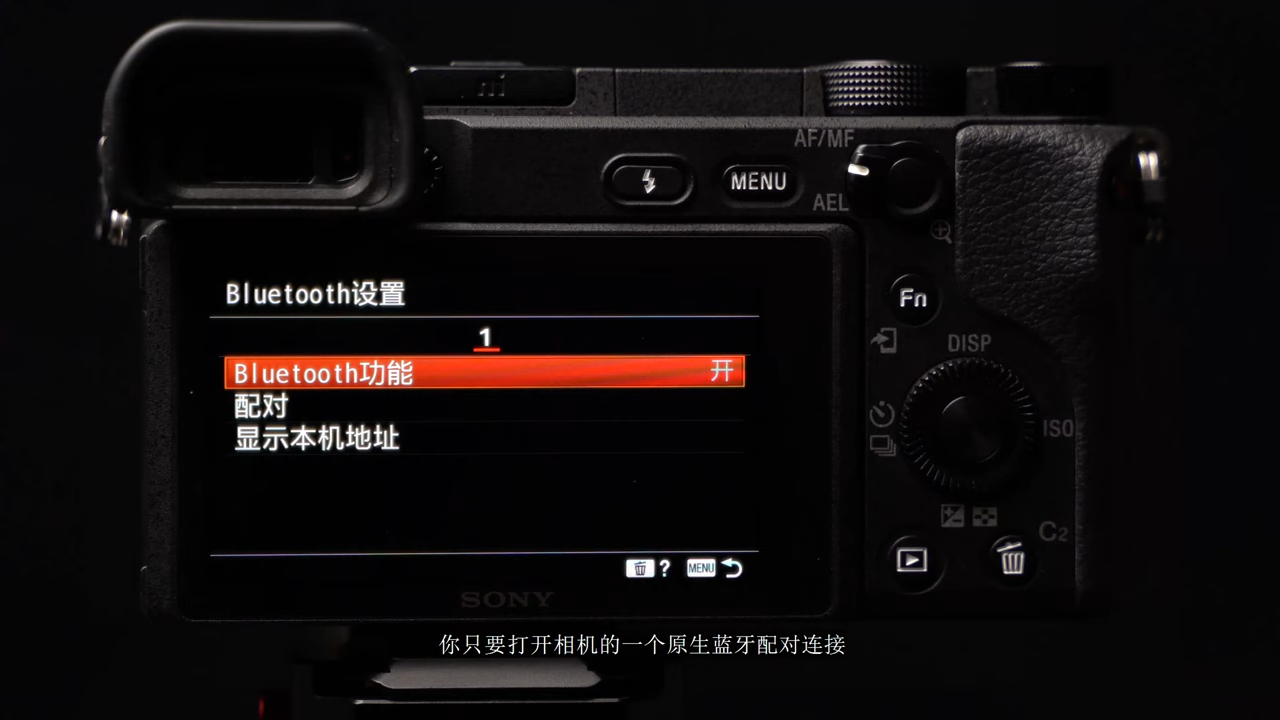 AF/MF
MENU
AEL
Bluetooth设置
1
Bluetooth功能 开
配对
显示本机地址
? MENU
SONY
Fn
DISP
ISO
C2
你只要打开相机的一个原生蓝牙配对连接